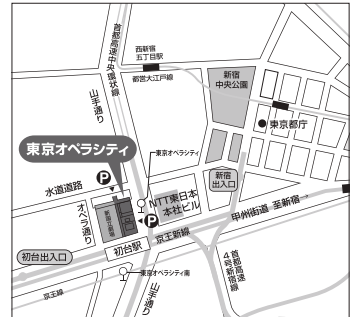 首都高速中央環状線
西新宿
五丁目駅
都営大江戸線
新宿
中央公園
山手通り
東京都庁
東京オペラシティ
P
東京オペラシティ
水道道路
新宿
出入口
オペラ通り
新国立劇場
NTT東日本
本社ビル
P
甲州街道 至新宿→
初台駅
京王新線
初台出入口
東京オペラシティ南
首都高速
4号新宿線
京王線
山手通り